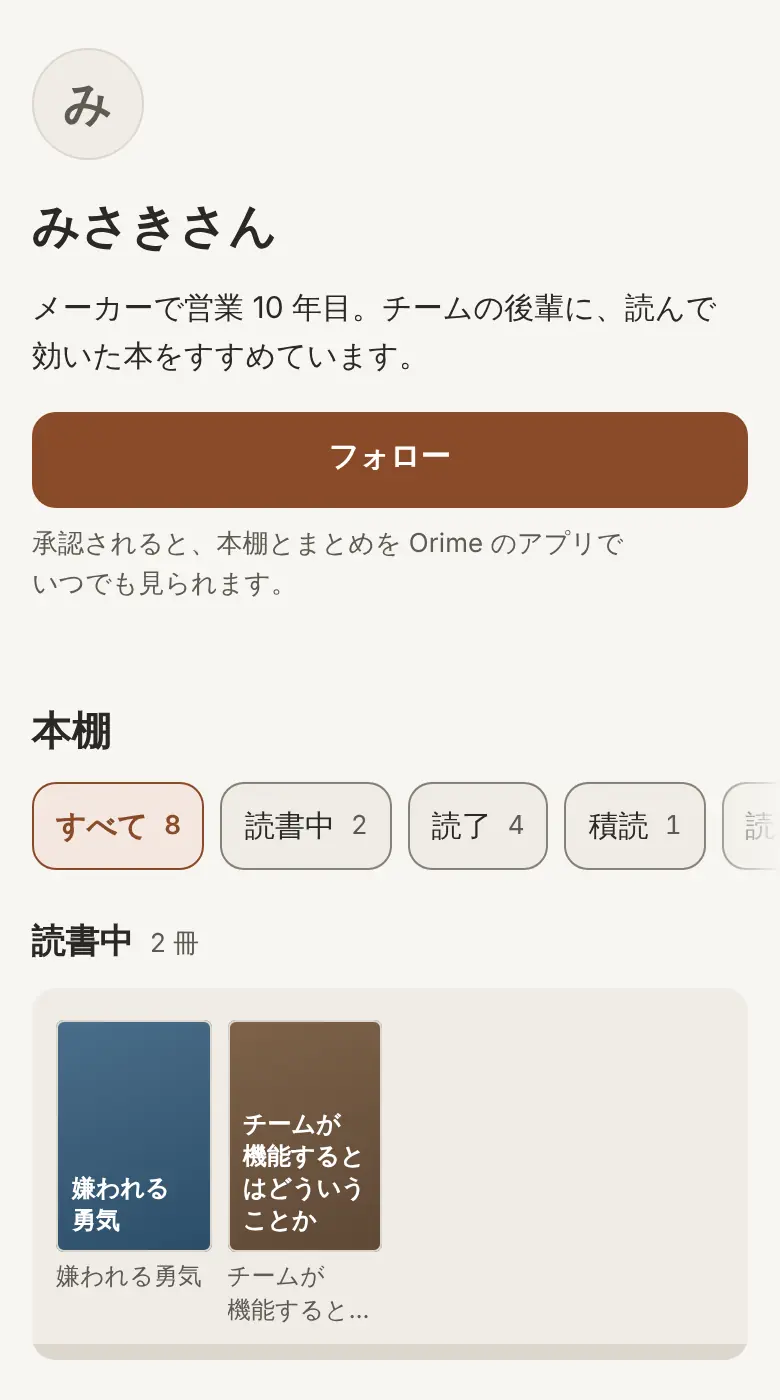 み
みさきさん
メーカーで営業 10 年目。チームの後輩に、読んで
効いた本をすすめています。
フォロー
承認されると、本棚とまとめを Orime のアプリで
いつでも見られます。
本棚
すべて 8 読書中 2 読了 4 積読 1 読
読書中 2 冊
嫌われる
勇気
チームが
機能すると
はどういう
ことか
嫌われる勇気
チームが
機能すると…